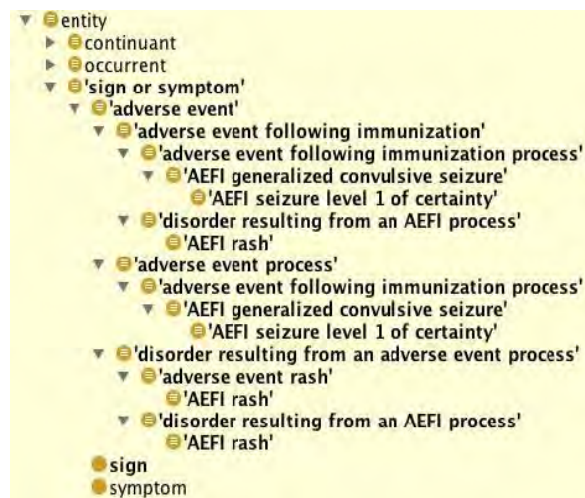 entity
continuant
occurrent
'sign or symptom'
'adverse event'
'adverse event following immunization'
'adverse event following immunization process'
'AEFI generalized convulsive seizure'
'AEFI seizure level 1 of certainty'
'disorder resulting from an AEFI process'
'AEFI rash'
'adverse event process'
'adverse event following immunization process'
'AEFI generalized convulsive seizure'
'AEFI seizure level 1 of certainty'
'disorder resulting from an adverse event process'
'adverse event rash'
'AEFI rash'
'disorder resulting from an AEFI process'
'AEFI rash'
sign
symptom